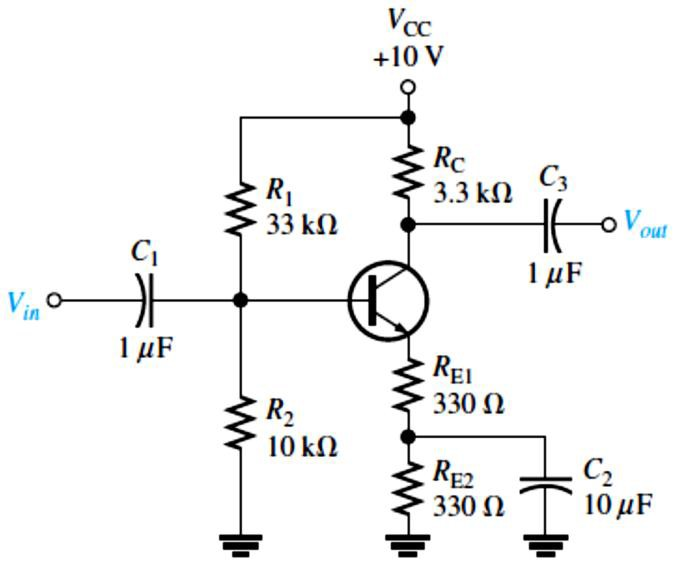 V_CC
+10 V
R_C
3.3 kΩ
C_3
V_out
1 μF
R_1
33 kΩ
C_1
V_in
1 μF
R_E1
330 Ω
R_2
10 kΩ
R_E2
330 Ω
C_2
10 μF